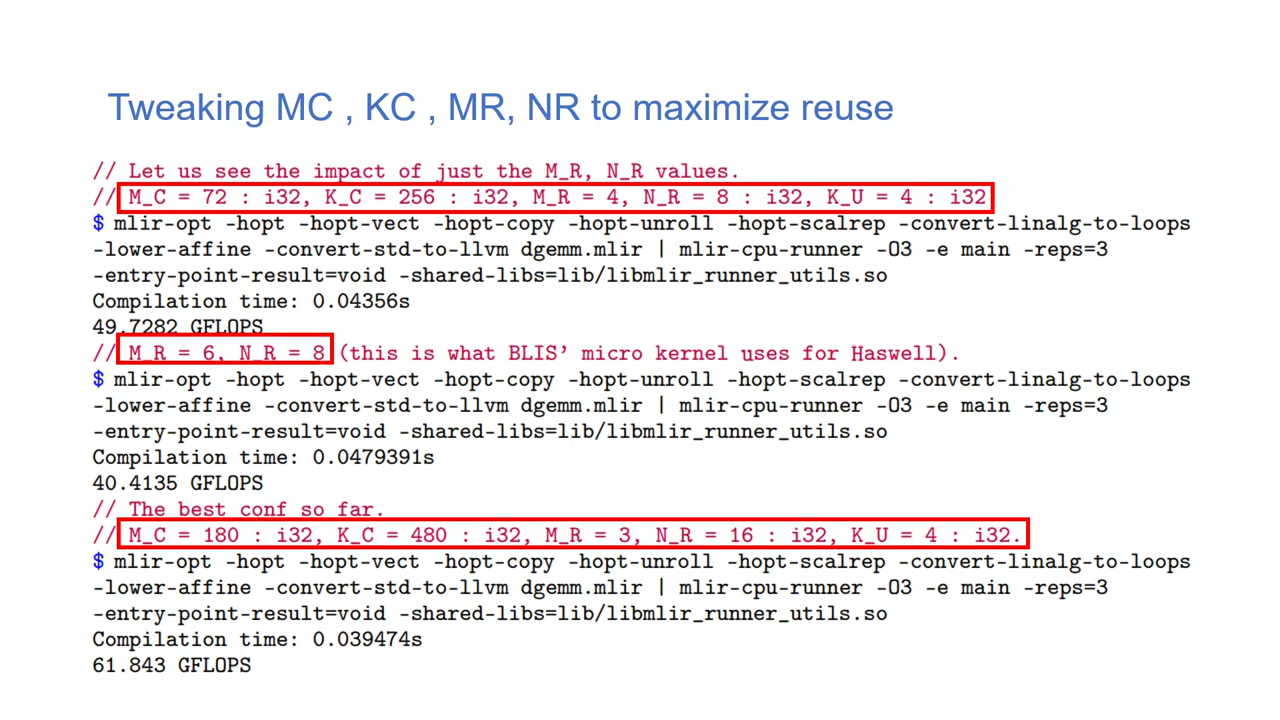 Tweaking MC , KC , MR, NR to maximize reuse
// Let us see the impact of just the M_R, N_R values.
// M_C = 72 : i32, K_C = 256 : i32, M_R = 4, N_R = 8 : i32, K_U = 4 : i32
$ mlir-opt -hopt -hopt-vect -hopt-copy -hopt-unroll -hopt-scalrep -convert-linalg-to-loops
-lower-affine -convert-std-to-llvm dgemm.mlir | mlir-cpu-runner -O3 -e main -reps=3
-entry-point-result=void -shared-libs=lib/libmlir_runner_utils.so
Compilation time: 0.04356s
49.7282 GFLOPS
// M_R = 6, N_R = 8 (this is what BLIS’ micro kernel uses for Haswell).
$ mlir-opt -hopt -hopt-vect -hopt-copy -hopt-unroll -hopt-scalrep -convert-linalg-to-loops
-lower-affine -convert-std-to-llvm dgemm.mlir | mlir-cpu-runner -O3 -e main -reps=3
-entry-point-result=void -shared-libs=lib/libmlir_runner_utils.so
Compilation time: 0.0479391s
40.4135 GFLOPS
// The best conf so far.
// M_C = 180 : i32, K_C = 480 : i32, M_R = 3, N_R = 16 : i32, K_U = 4 : i32.
$ mlir-opt -hopt -hopt-vect -hopt-copy -hopt-unroll -hopt-scalrep -convert-linalg-to-loops
-lower-affine -convert-std-to-llvm dgemm.mlir | mlir-cpu-runner -O3 -e main -reps=3
-entry-point-result=void -shared-libs=lib/libmlir_runner_utils.so
Compilation time: 0.039474s
61.843 GFLOPS